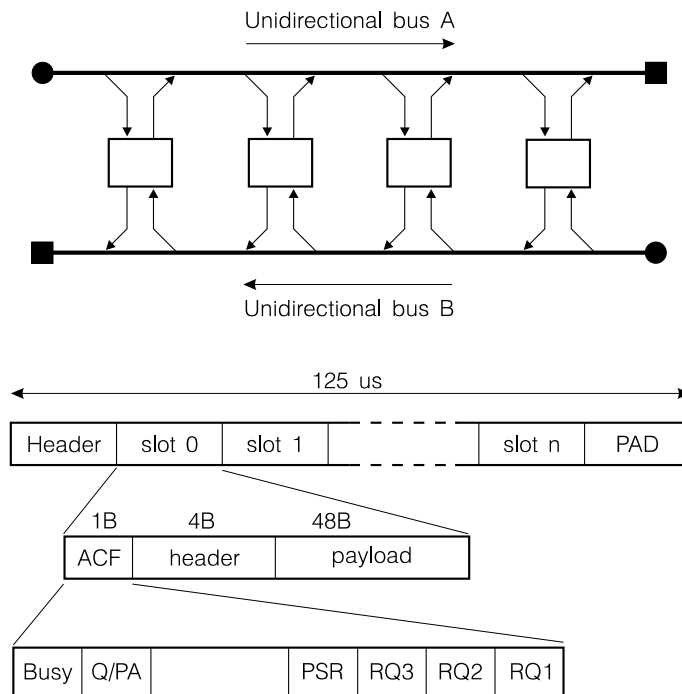 Unidirectional bus A
Unidirectional bus B
125 us
Header slot 0 slot 1 slot n PAD
1B 4B 48B
ACF header payload
Busy Q/PA PSR RQ3 RQ2 RQ1